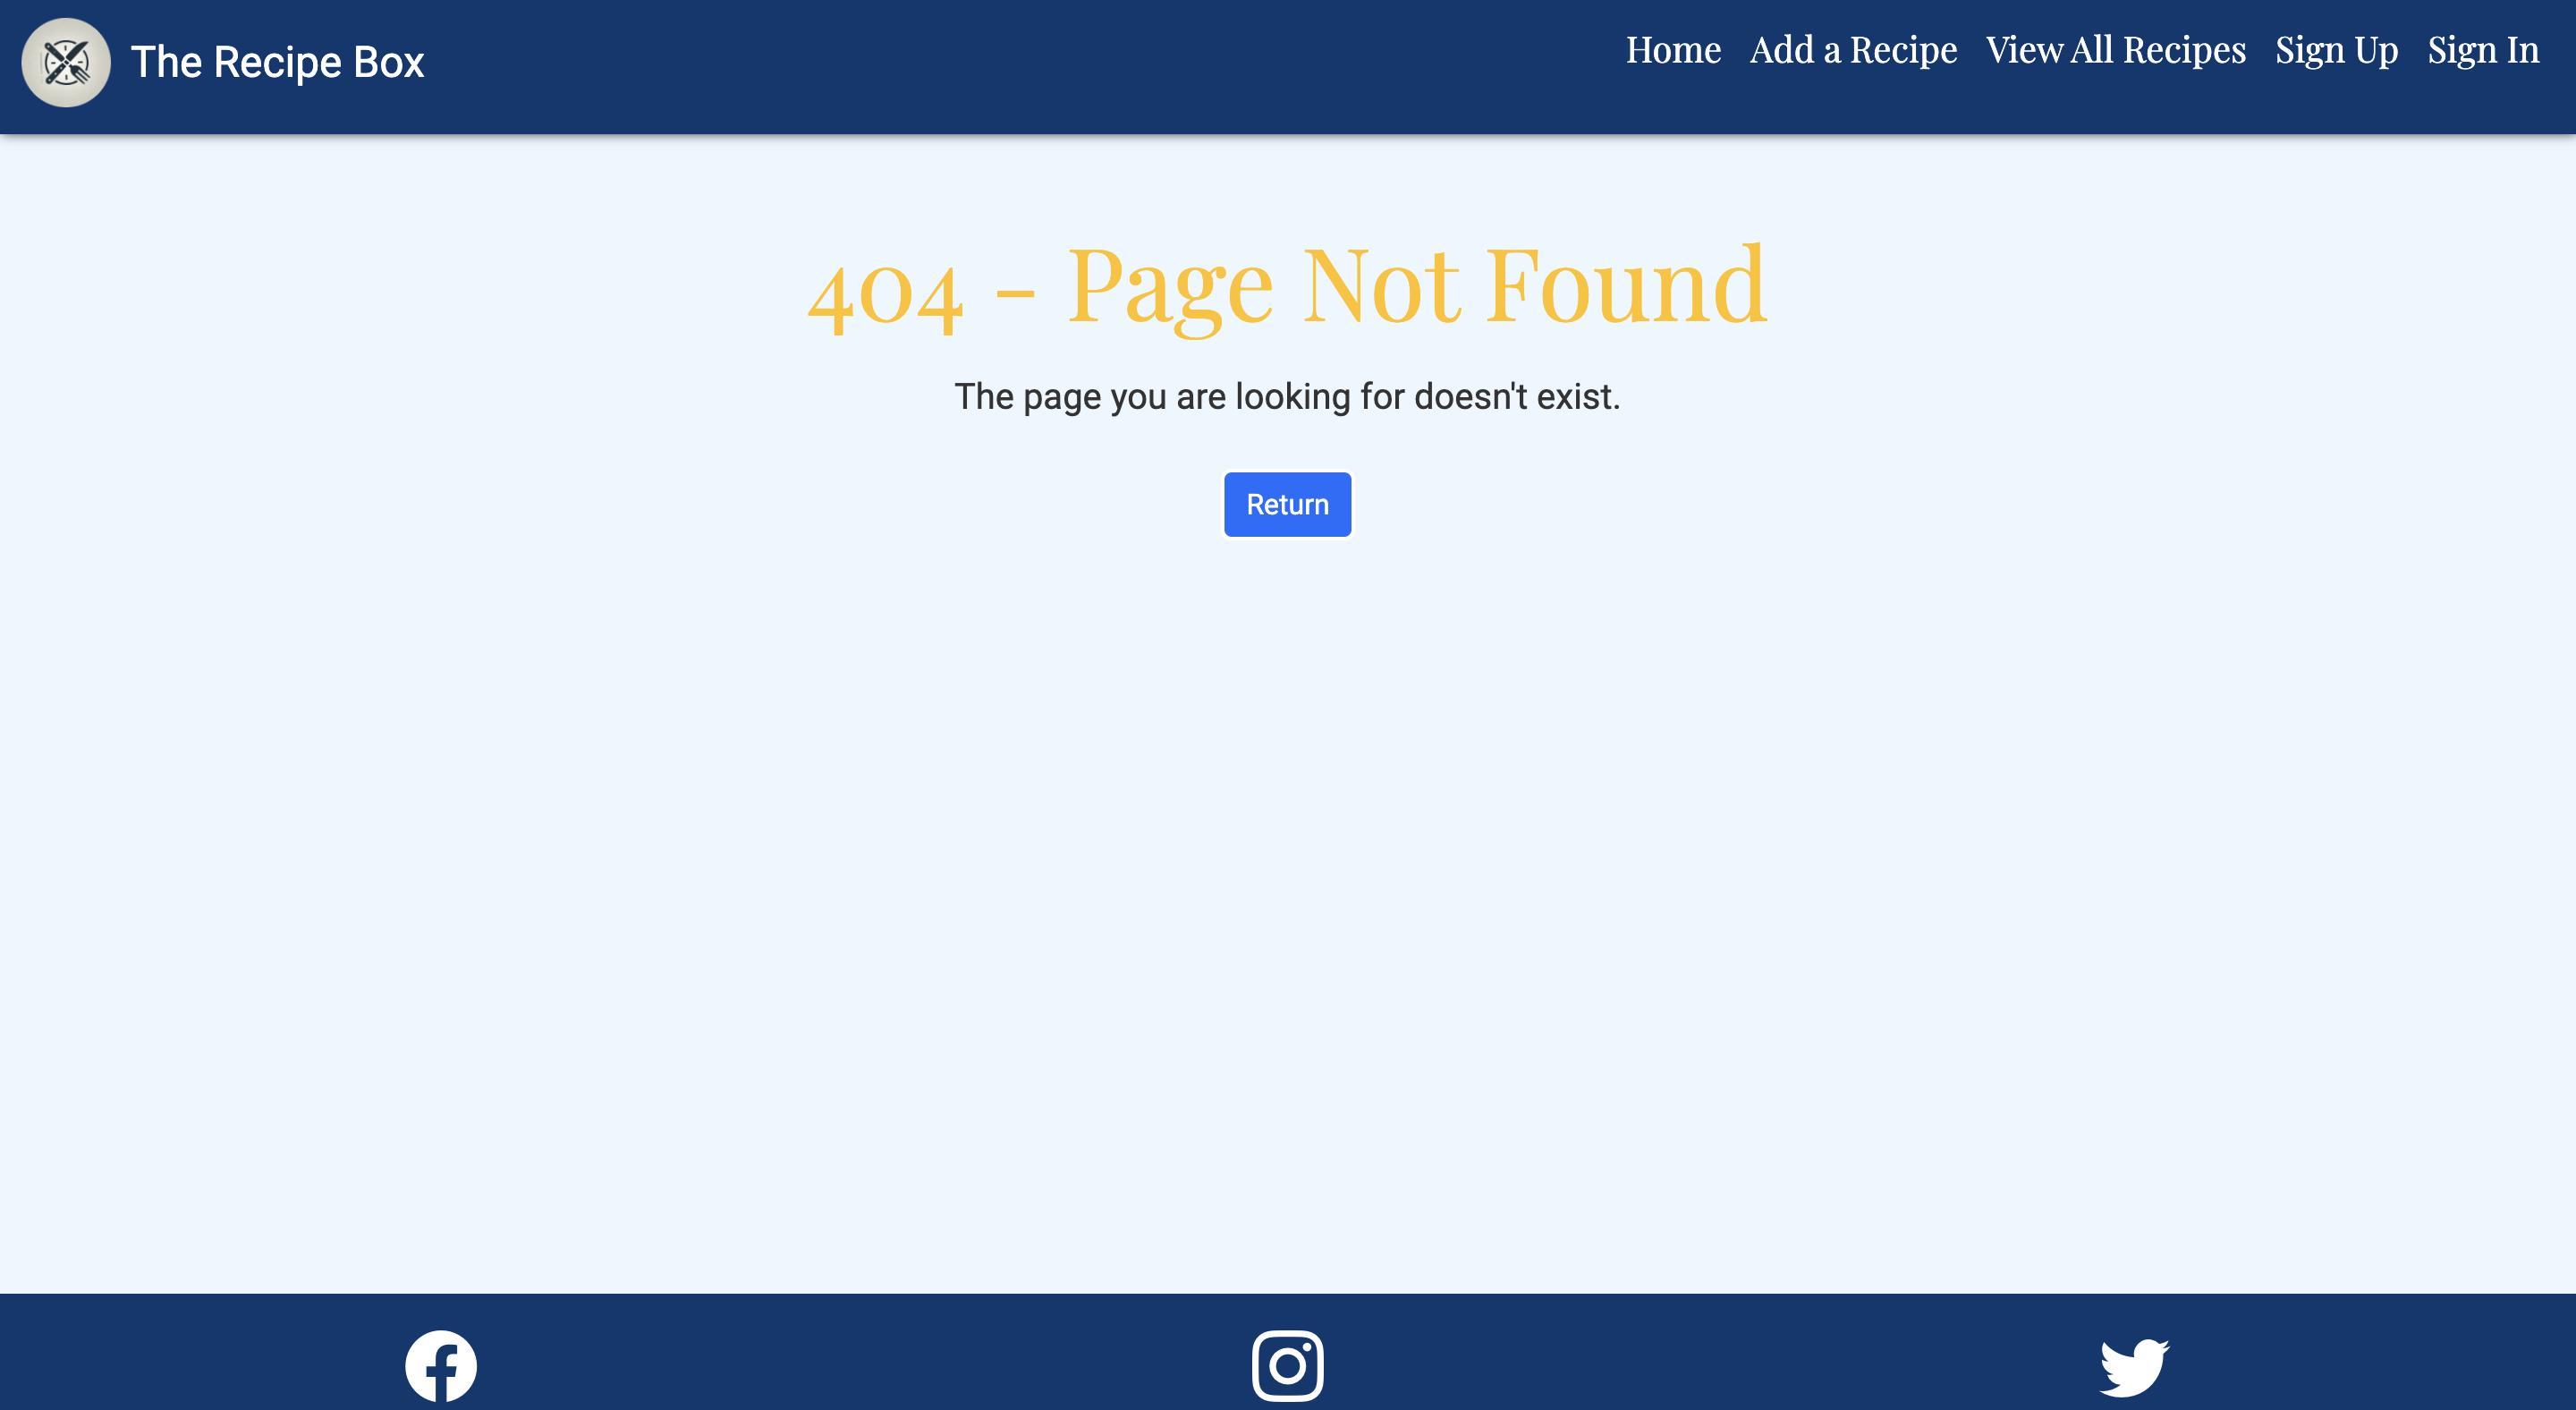 The Recipe Box
Home Add a Recipe View All Recipes Sign Up Sign In
404 - Page Not Found
The page you are looking for doesn't exist.
Return